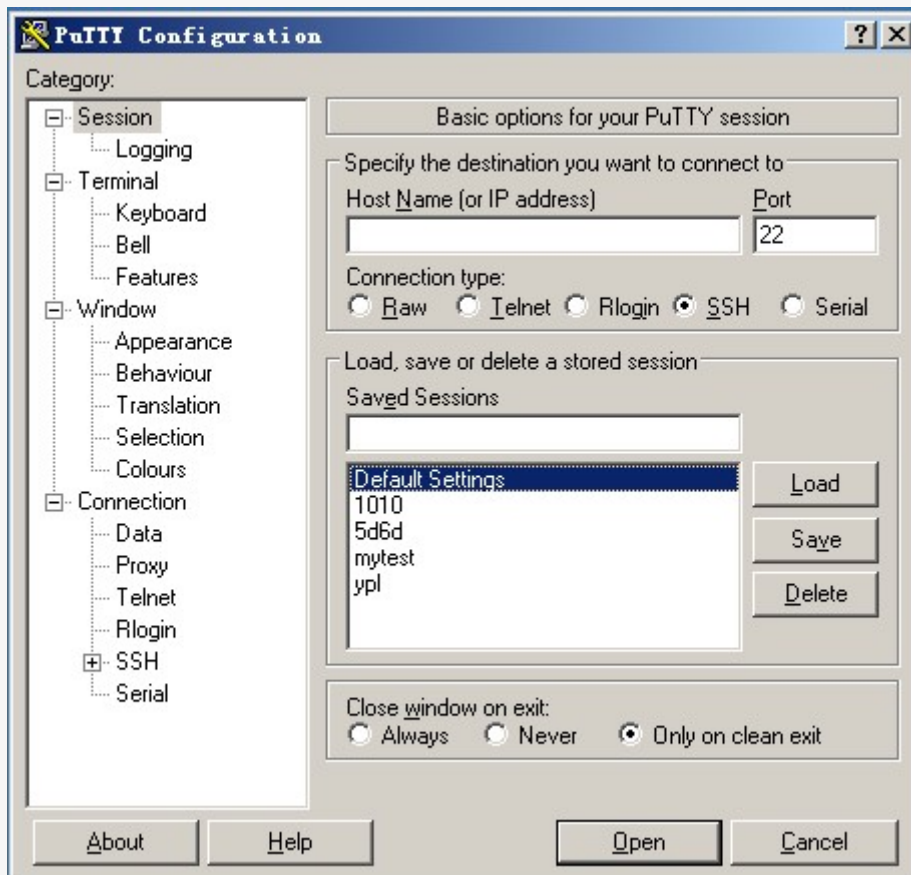 PuTTY Configuration
Category:
Session
Logging
Terminal
Keyboard
Bell
Features
Window
Appearance
Behaviour
Translation
Selection
Colours
Connection
Data
Proxy
Telnet
Rlogin
SSH
Serial
Basic options for your PuTTY session
Specify the destination you want to connect to
Host Name (or IP address) Port
22
Connection type:
Raw Telnet Rlogin SSH Serial
Load, save or delete a stored session
Saved Sessions
Default Settings
1010
5d6d
mytest
ypl
Load
Save
Delete
Close window on exit:
Always Never Only on clean exit
About Help Open Cancel